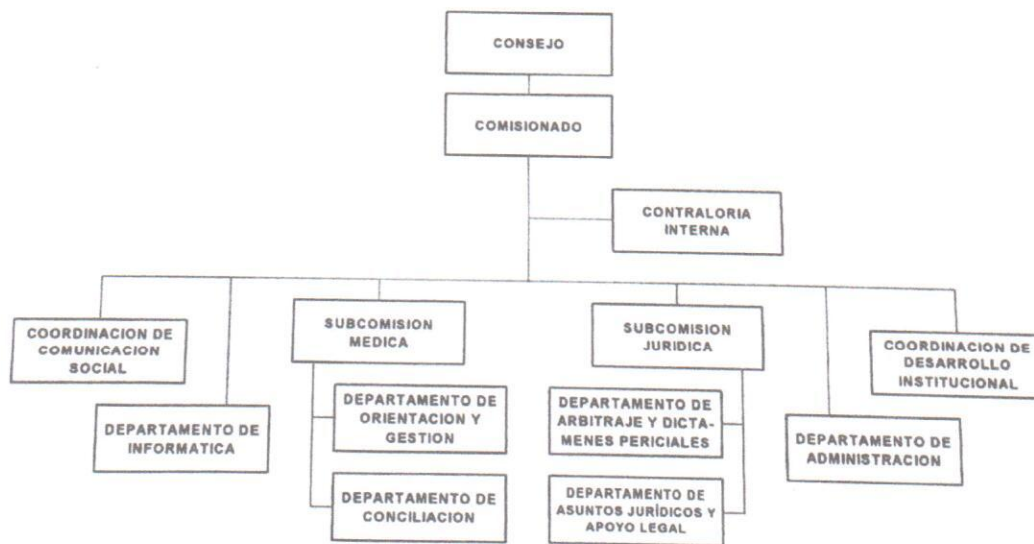 CONSEJO
COMISIONADO
CONTRALORIA
INTERNA
COORDINACION DE
COMUNICACION
SOCIAL
DEPARTAMENTO DE
INFORMATICA
SUBCOMISION
MEDICA
DEPARTAMENTO DE
ORIENTACION Y
GESTION
DEPARTAMENTO DE
CONCILIACION
SUBCOMISION
JURIDICA
DEPARTAMENTO DE
ARBITRAJE Y DICTA-
MENES PERICIALES
DEPARTAMENTO DE
ASUNTOS JURÍDICOS Y
APOYO LEGAL
DEPARTAMENTO DE
ADMINISTRACION
COORDINACION DE
DESARROLLO
INSTITUCIONAL